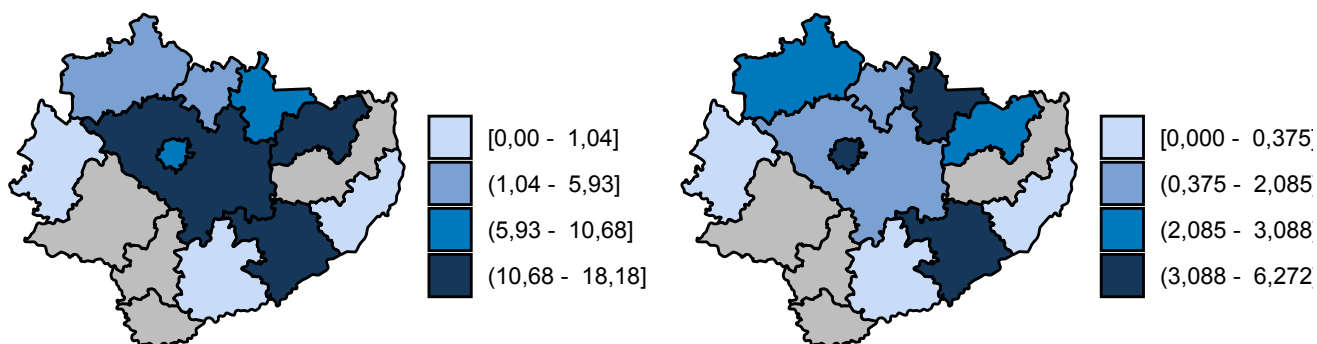 [0,00 - 1,04]
(1,04 - 5,93]
(5,93 - 10,68]
(10,68 - 18,18]
[0,000 - 0,375]
(0,375 - 2,085]
(2,085 - 3,088]
(3,088 - 6,272]